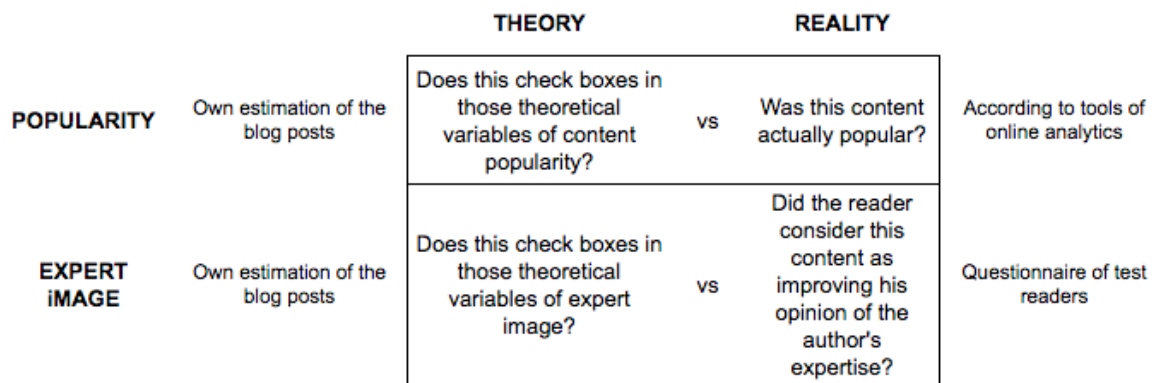 THEORY REALITY
POPULARITY
Own estimation of the
blog posts
Does this check boxes in
those theoretical
variables of content
popularity?
vs
Was this content
actually popular?
According to tools of
online analytics
EXPERT
iMAGE
Own estimation of the
blog posts
Does this check boxes in
those theoretical
variables of expert
image?
vs
Did the reader
consider this
content as
improving his
opinion of the
author's
expertise?
Questionnaire of test
readers